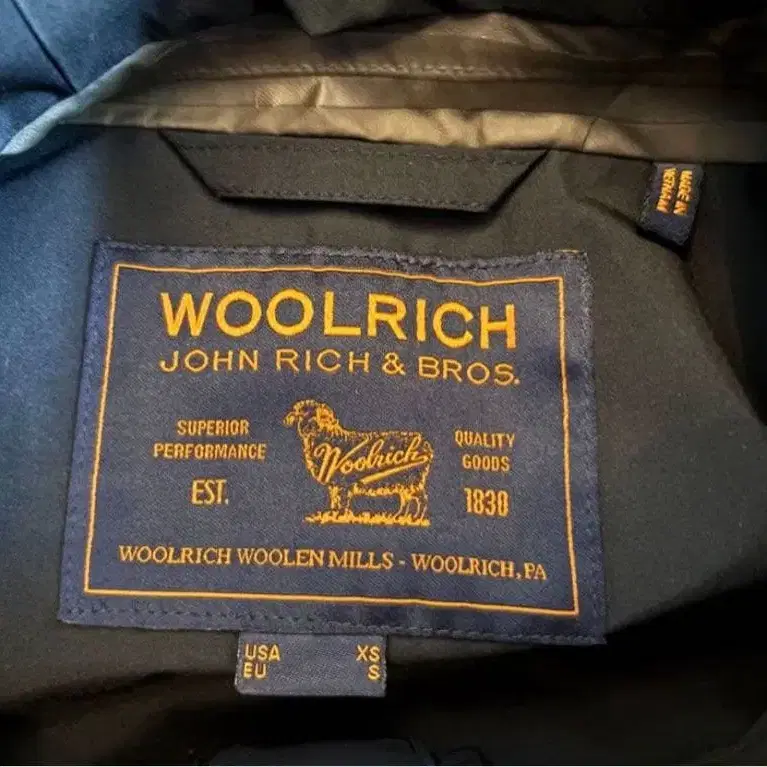 MADE IN
VIETNAM
WOOLRICH
JOHN RICH & BROS.
SUPERIOR
PERFORMANCE
EST.
Woolrich
QUALITY
GOODS
1830
WOOLRICH WOOLEN MILLS - WOOLRICH, PA
USA XS
EU S